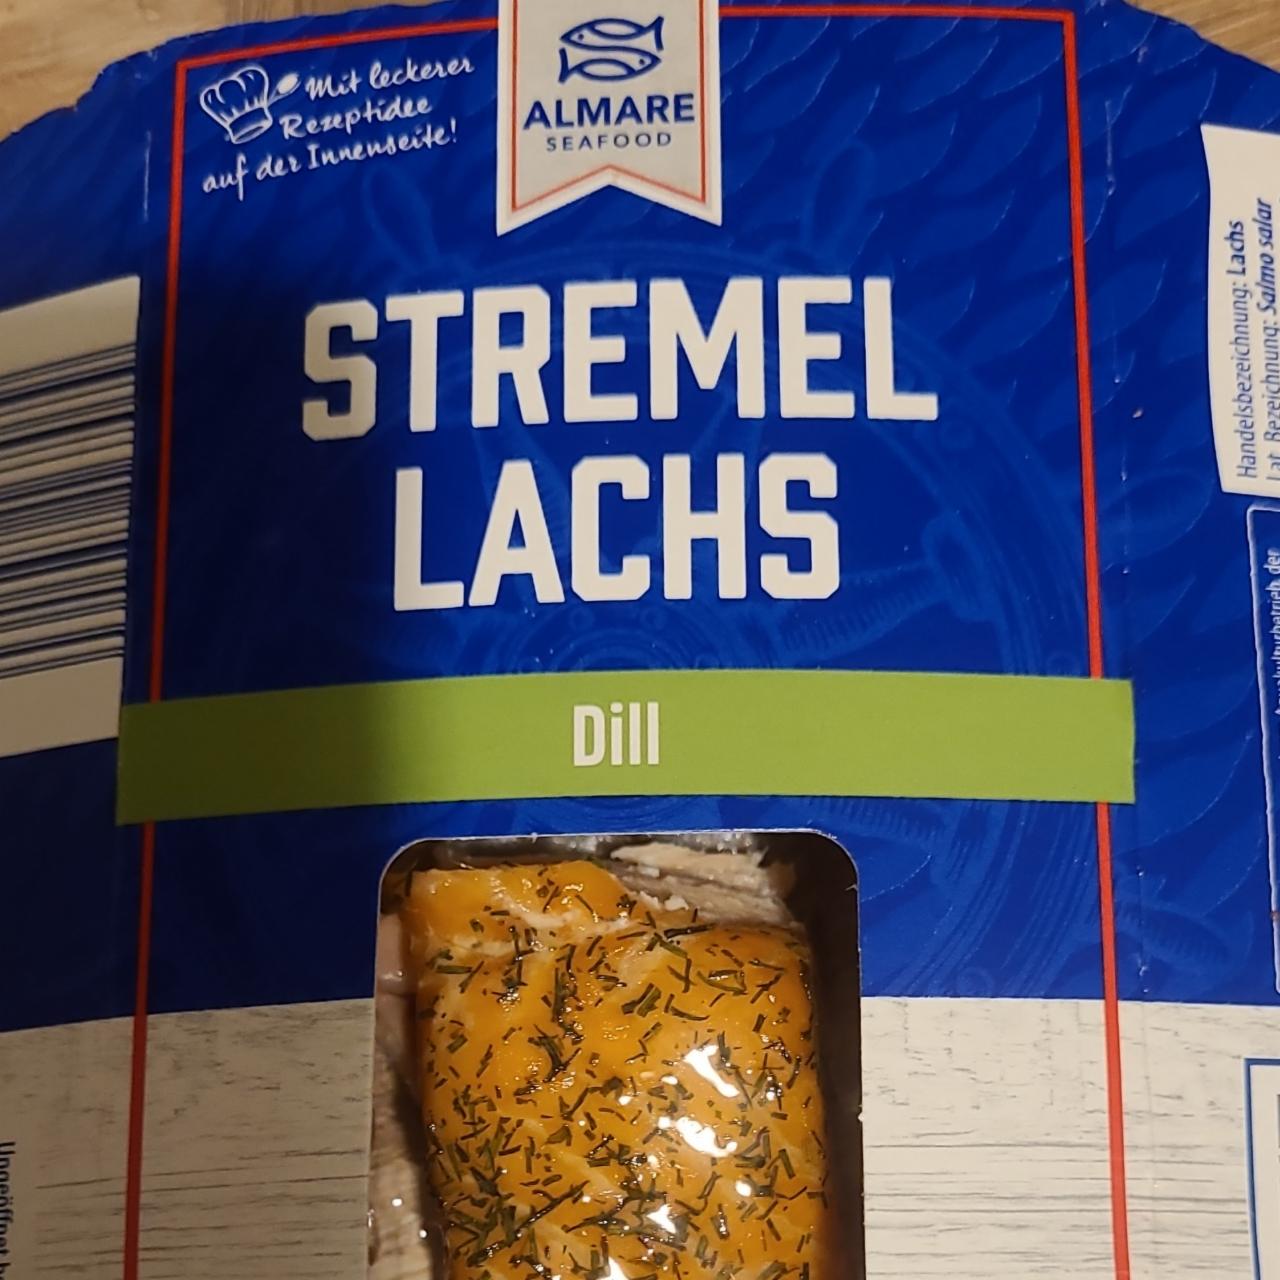 Mit leckerer
Rezeptidee
auf der Innenseite!
ALMARE
SEAFOOD
STREMEL
LACHS
Dill
Handelsbezeichnung: Lachs
Lat. Bezeichnung: Salmo salar